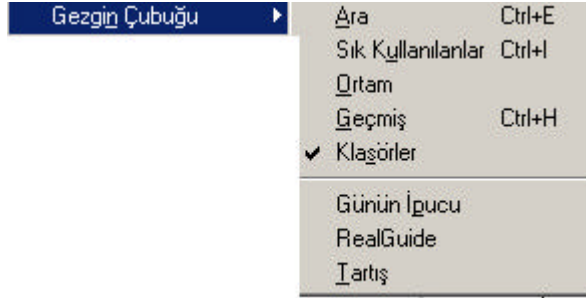 Gezgin Çubuğu
Ara Ctrl+E
Sık Kullanılanlar Ctrl+I
Ortam
Geçmiş Ctrl+H
Klasörler
Günün İpucu
RealGuide
Tartış